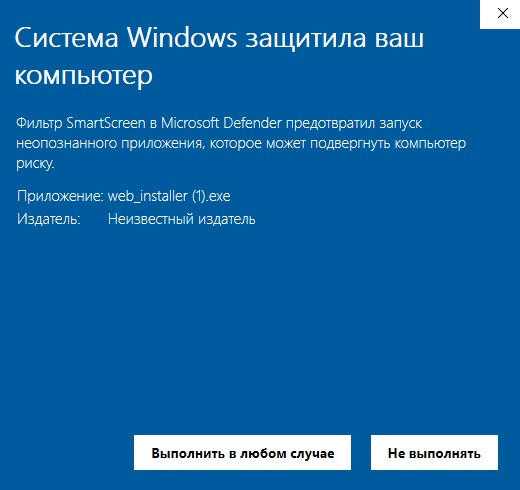 Система Windows защитила ваш
компьютер
Фильтр SmartScreen в Microsoft Defender предотвратил запуск
неопознанного приложения, которое может подвергнуть компьютер
риску.
Приложение: web_installer (1).exe
Издатель: Неизвестный издатель
Выполнить в любом случае Не выполнять